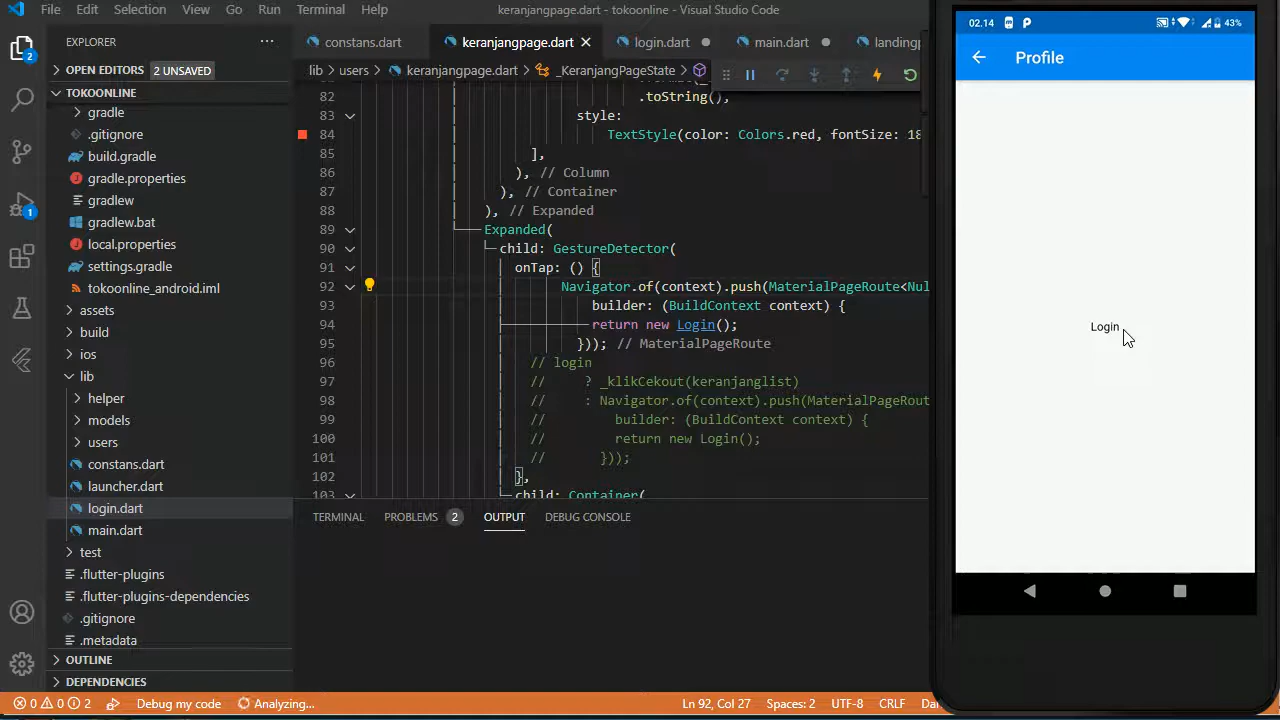 File Edit Selection View Go Run Terminal Help keranjangpage.dart - tokoonline - Visual Studio Code
EXPLORER
OPEN EDITORS 2 UNSAVED
TOKOONLINE
gradle
.gitignore
build.gradle
gradle.properties
gradlew
gradlew.bat
local.properties
settings.gradle
tokoonline_android.iml
assets
build
ios
lib
helper
models
users
constans.dart
launcher.dart
login.dart
main.dart
test
.flutter-plugins
.flutter-plugins-dependencies
.gitignore
.metadata
OUTLINE
DEPENDENCIES
2
1
constans.dart keranjangpage.dart login.dart main.dart landingp
lib > users > keranjangpage.dart > _KeranjangPageState >
82 .toString(),
83 style:
84 TextStyle(color: Colors.red, fontSize: 18
85 ],
86 ), // Column
87 ), // Container
88 ), // Expanded
89 Expanded(
90 child: GestureDetector(
91 onTap: () {
92 Navigator.of(context).push(MaterialPageRoute<Nul
93 builder: (BuildContext context) {
94 return new Login();
95 })); // MaterialPageRoute
96 // login
97 // ? _klikCekout(keranjanglist)
98 // : Navigator.of(context).push(MaterialPageRout
99 // builder: (BuildContext context) {
100 // return new Login();
101 // }));
102 },
103 child: Container(
TERMINAL PROBLEMS 2 OUTPUT DEBUG CONSOLE
0 0 2 Debug my code Analyzing... Ln 92, Col 27 Spaces: 2 UTF-8 CRLF Da
02.14 43%
Profile
Login